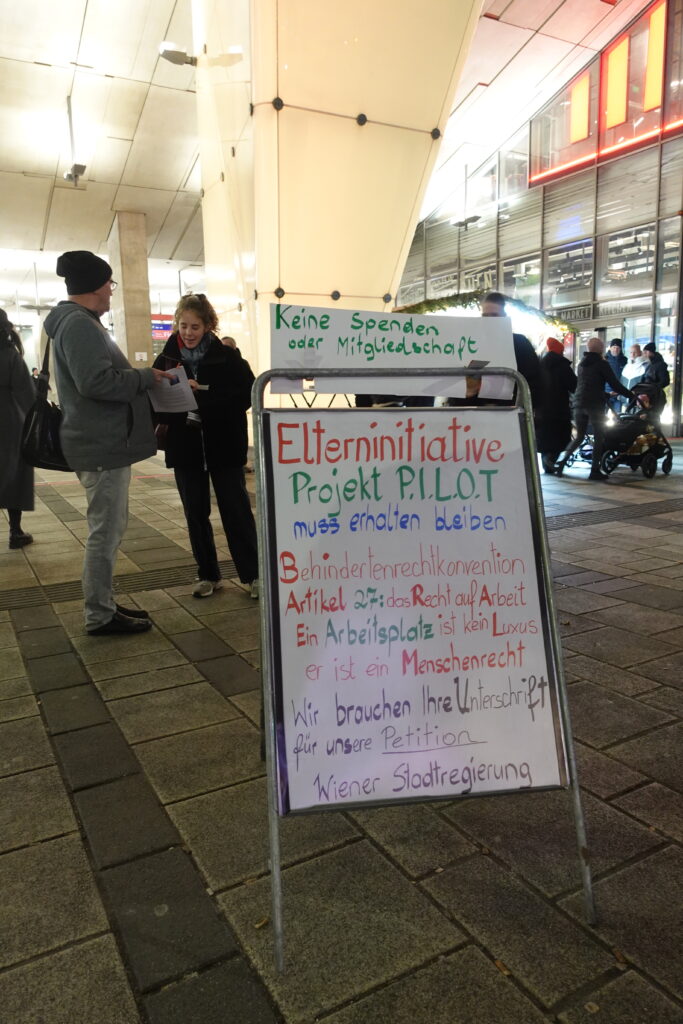 Keine Spenden
oder Mitgliedschaft
Elterninitiative
Projekt P.I.L.O.T
muss erhalten bleiben
Behindertenrechtkonvention
Artikel 27: das Recht auf Arbeit
Ein Arbeitsplatz ist kein Luxus
er ist ein Menschenrecht
Wir brauchen Ihre Unterschrift
für unsere Petition
Wiener Stadtregierung